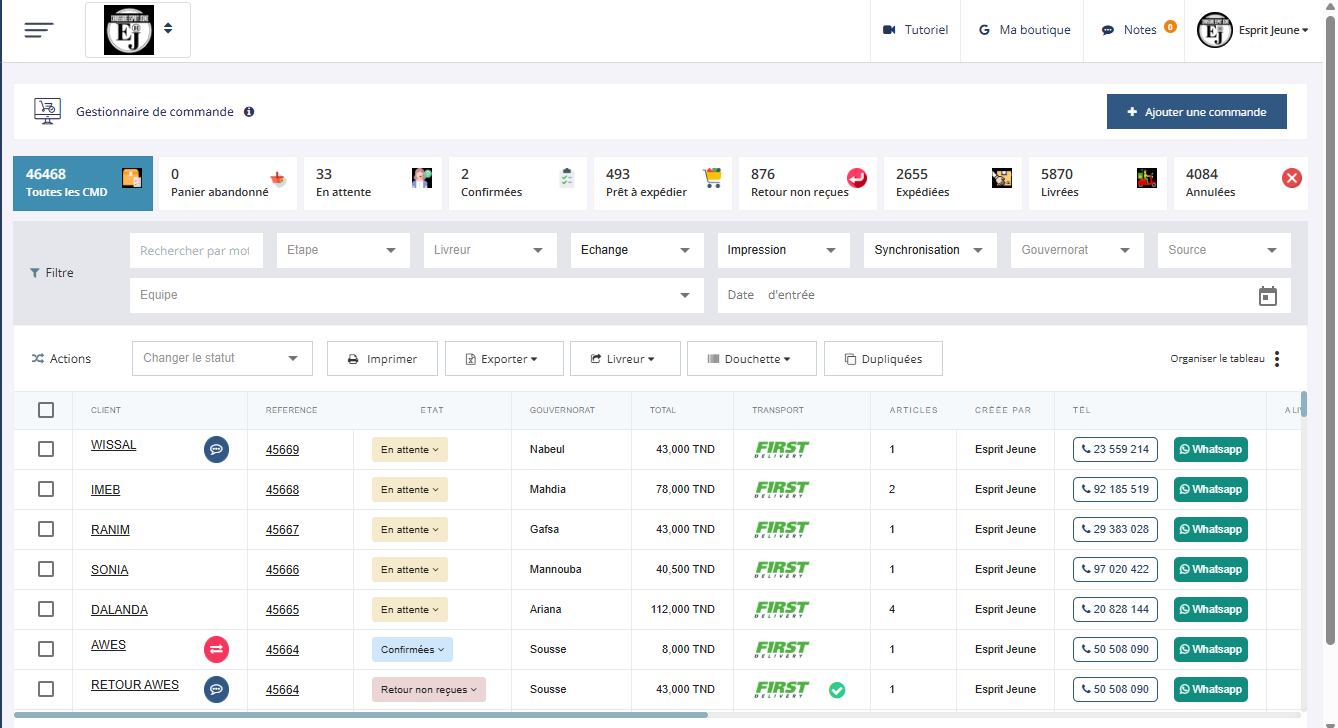 CHAUSSURE ESPRIT JEUNE
EJ
Tutoriel
G Ma boutique
Notes 0
Esprit Jeune
Gestionnaire de commande
+ Ajouter une commande
46468
Toutes les CMD
0
Panier abandonné
33
En attente
2
Confirmées
493
Prêt à expédier
876
Retour non reçues
2655
Expédiées
5870
Livrées
4084
Annulées
Filtre
Rechercher par mot
Etape
Livreur
Echange
Impression
Synchronisation
Gouvernorat
Source
Equipe
Date d'entrée
Actions
Changer le statut
Imprimer
Exporter
Livreur
Douchette
Dupliquées
Organiser le tableau
CLIENT REFERENCE ETAT GOUVERNORAT TOTAL TRANSPORT ARTICLES CRÉÉE PAR TÉL
WISSAL 45669 En attente Nabeul 43,000 TND FIRST DELIVERY 1 Esprit Jeune 23 559 214 Whatsapp
IMEB 45668 En attente Mahdia 78,000 TND FIRST DELIVERY 2 Esprit Jeune 92 185 519 Whatsapp
RANIM 45667 En attente Gafsa 43,000 TND FIRST DELIVERY 1 Esprit Jeune 29 383 028 Whatsapp
SONIA 45666 En attente Mannouba 40,500 TND FIRST DELIVERY 1 Esprit Jeune 97 020 422 Whatsapp
DALANDA 45665 En attente Ariana 112,000 TND FIRST DELIVERY 4 Esprit Jeune 20 828 144 Whatsapp
AWES 45664 Confirmées Sousse 8,000 TND FIRST DELIVERY 1 Esprit Jeune 50 508 090 Whatsapp
RETOUR AWES 45664 Retour non reçues Sousse 43,000 TND FIRST DELIVERY 1 Esprit Jeune 50 508 090 Whatsapp